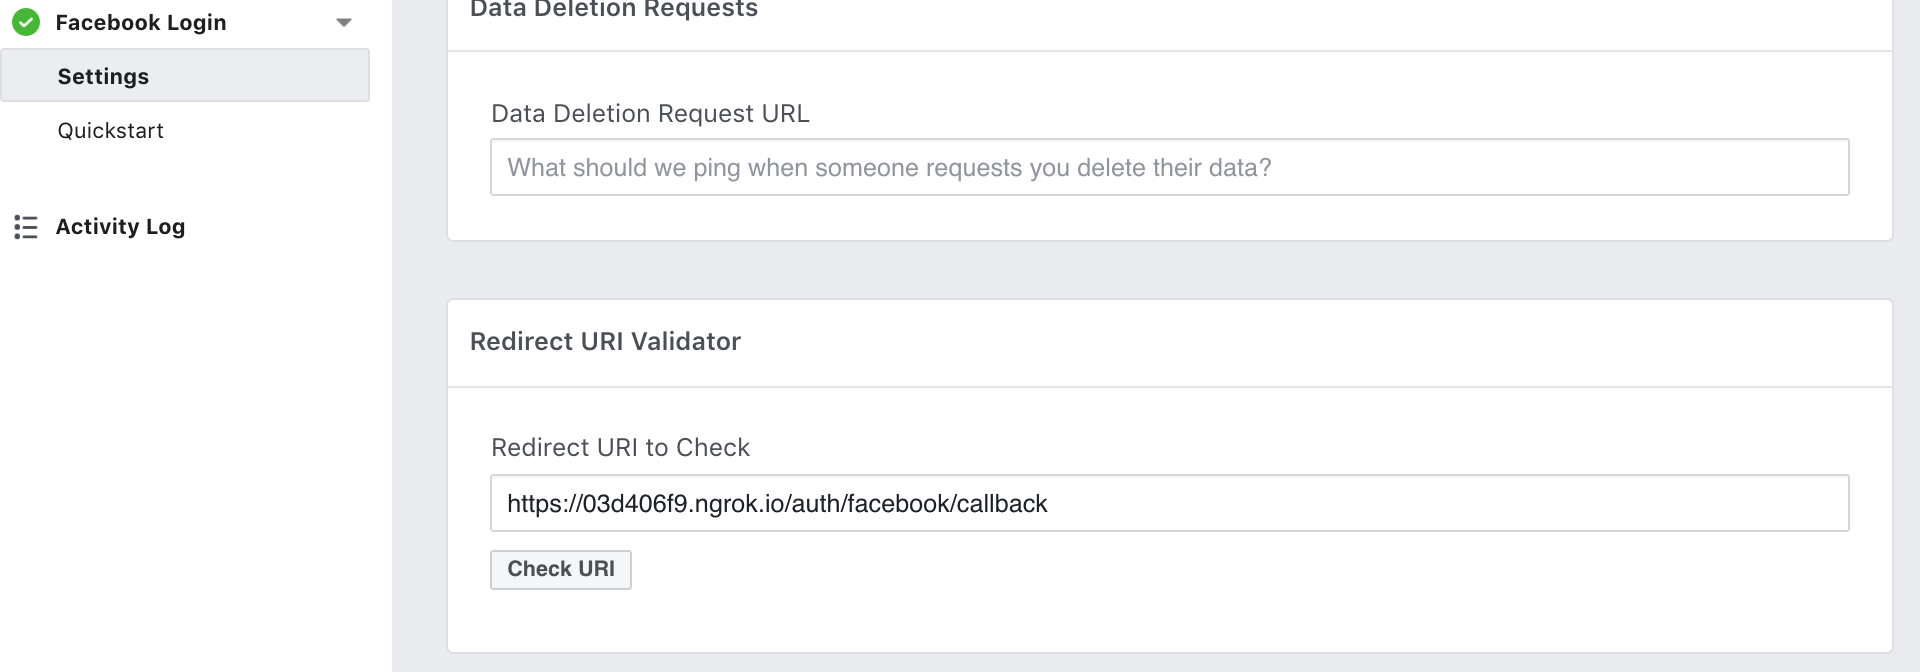 Facebook Login
Settings
Quickstart
Activity Log
Data Deletion Requests
Data Deletion Request URL
What should we ping when someone requests you delete their data?
Redirect URI Validator
Redirect URI to Check
https://03d406f9.ngrok.io/auth/facebook/callback
Check URI